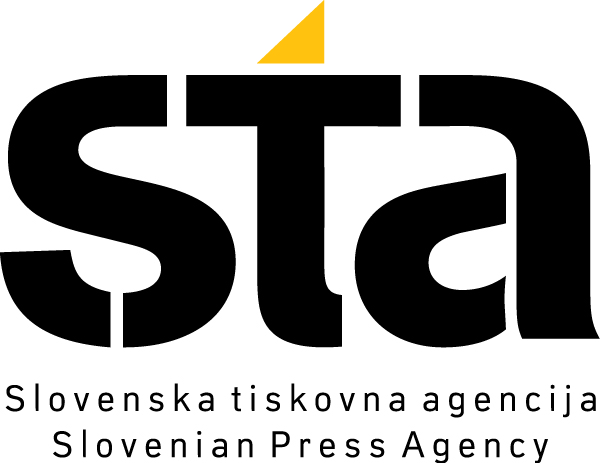 sta
Slovenska tiskovna agencija
Slovenian Press Agency